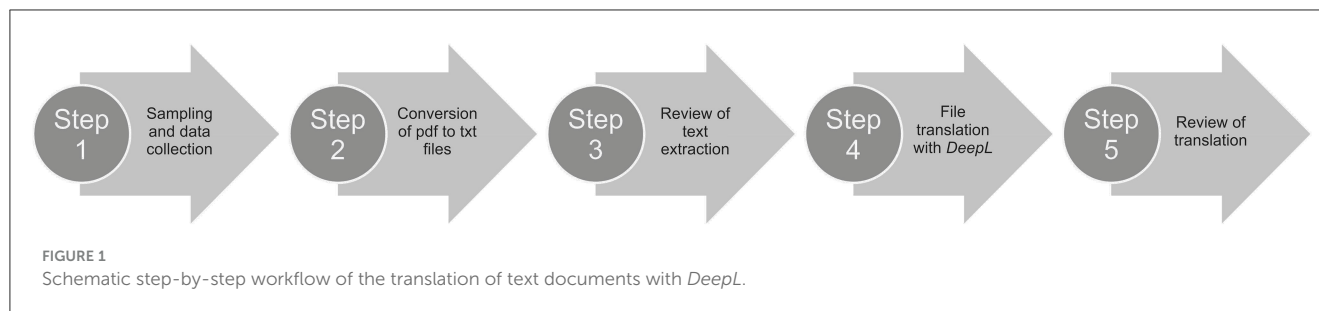 Step
1
Sampling
and data
collection
Step
2
Conversion
of pdf to txt
files
Step
3
Review of
text
extraction
Step
4
File
translation
with DeepL
Step
5
Review of
translation
FIGURE 1
Schematic step-by-step workflow of the translation of text documents with DeepL.